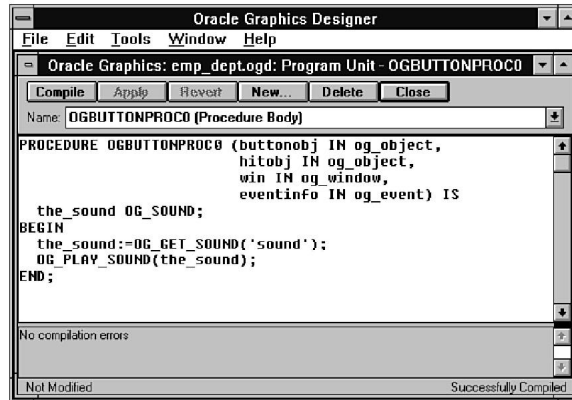 Oracle Graphics Designer
File Edit Tools Window Help
Oracle Graphics: emp_dept.ogd: Program Unit - OGBUTTONPROC0
Compile Apply Revert New... Delete Close
Name: OGBUTTONPROC0 (Procedure Body)
PROCEDURE OGBUTTONPROC0 (buttonobj IN og_object,
hitobj IN og_object,
win IN og_window,
eventinfo IN og_event) IS
the_sound OG_SOUND;
BEGIN
the_sound:=OG_GET_SOUND('sound');
OG_PLAY_SOUND(the_sound);
END;
No compilation errors
Not Modified Successfully Compiled